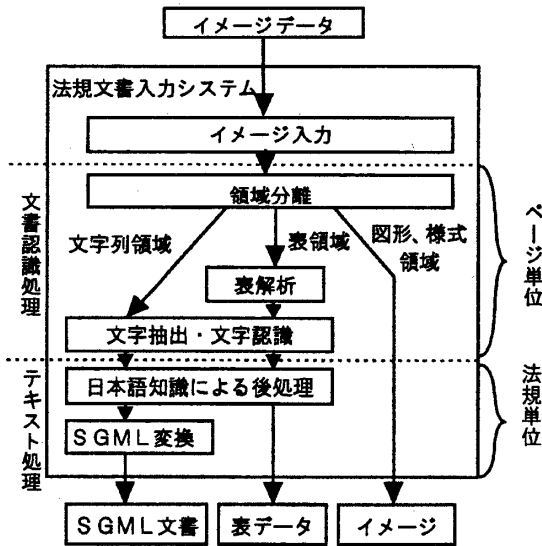 イメージデータ
法規文書入力システム
イメージ入力
領域分離
文字列領域
表領域
図形、様式
領域
表解析
文字抽出・文字認識
日本語知識による後処理
SGML変換
SGML文書
表データ
イメージ
文書認識処理
テキスト処理
ページ単位
法規単位